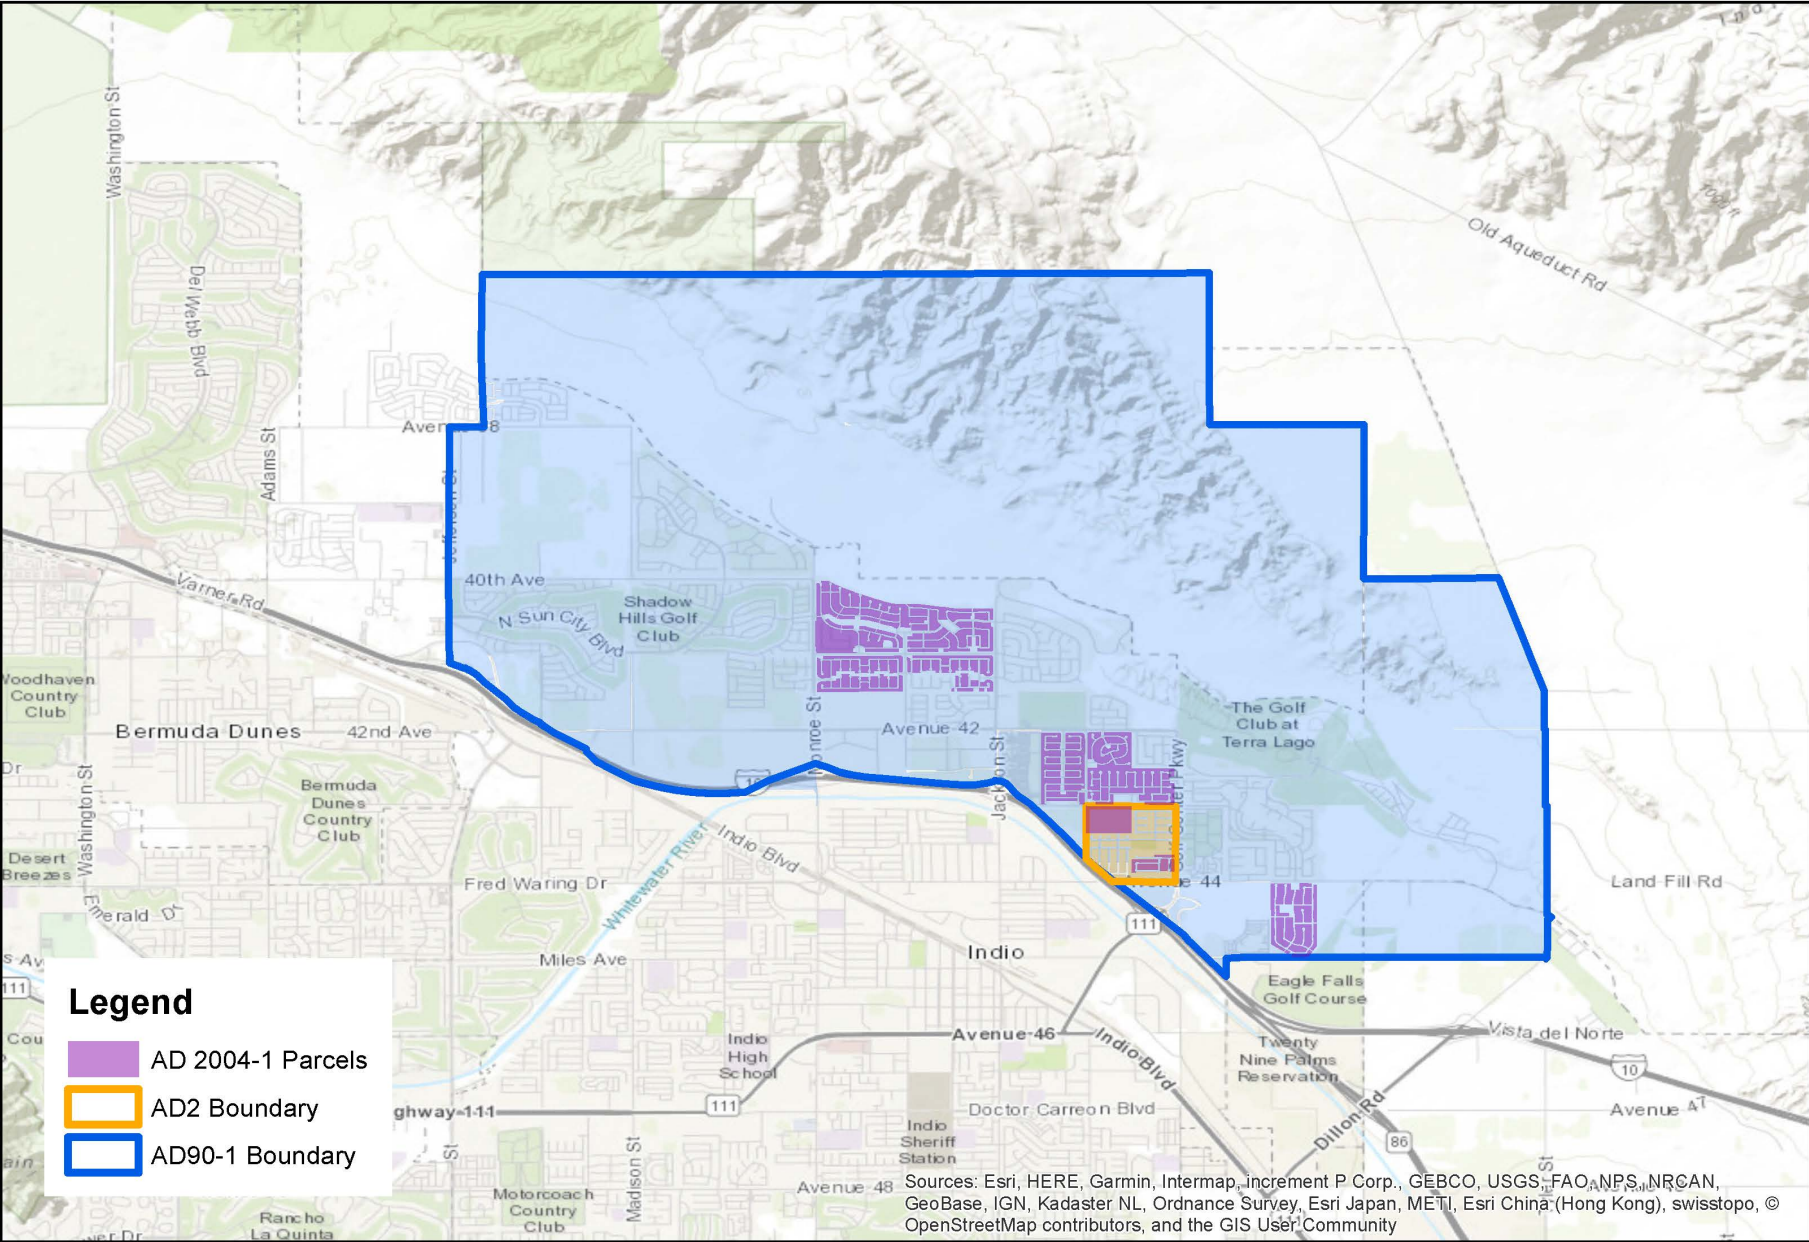 Washington St
Old Aqueduct Rd
Del Webb Blvd
Adams St
40th Ave
Varner Rd
N Sun City Blvd
Shadow
Hills Golf
Club
Woodhaven
Country
Club
Bermuda Dunes
42nd Ave
Avenue 42
The Golf
Club at
Terra Lago
Dr
Washington St
Bermuda
Dunes
Country
Club
Jackson St
Desert
Breezes
Emerald Dr
Fred Waring Dr
Whitewater River
Indio Blvd
44
Land Fill Rd
111
Indio
Miles Ave
s Av
111
Eagle Falls
Golf Course
Legend
AD 2004-1 Parcels
AD2 Boundary
AD90-1 Boundary
Cou
Indio
High
School
Avenue 46
Indio Blvd
Vista del Norte
Twenty
Nine Palms
Reservation
10
ghway 111
111
Doctor Carreon Blvd
Avenue 47
Dillon Rd
86
Indio
Sheriff
Station
St
Madison St
St
Avenue 48
Motorcoach
Country
Club
Rancho
La Quinta
Sources: Esri, HERE, Garmin, Intermap, increment P Corp., GEBCO, USGS, FAO, NPS, NRCAN,
GeoBase, IGN, Kadaster NL, Ordnance Survey, Esri Japan, METI, Esri China (Hong Kong), swisstopo, ©
OpenStreetMap contributors, and the GIS User Community